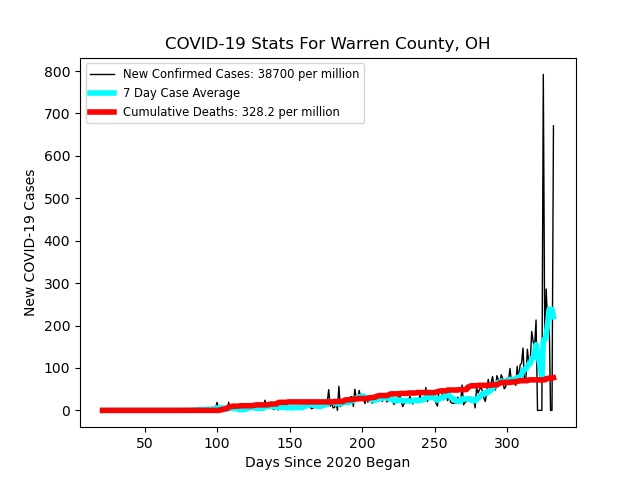 COVID-19 Stats For Warren County, OH
New Confirmed Cases: 38700 per million
7 Day Case Average
Cumulative Deaths: 328.2 per million
New COVID-19 Cases
800
700
600
500
400
300
200
100
0
50 100 150 200 250 300
Days Since 2020 Began